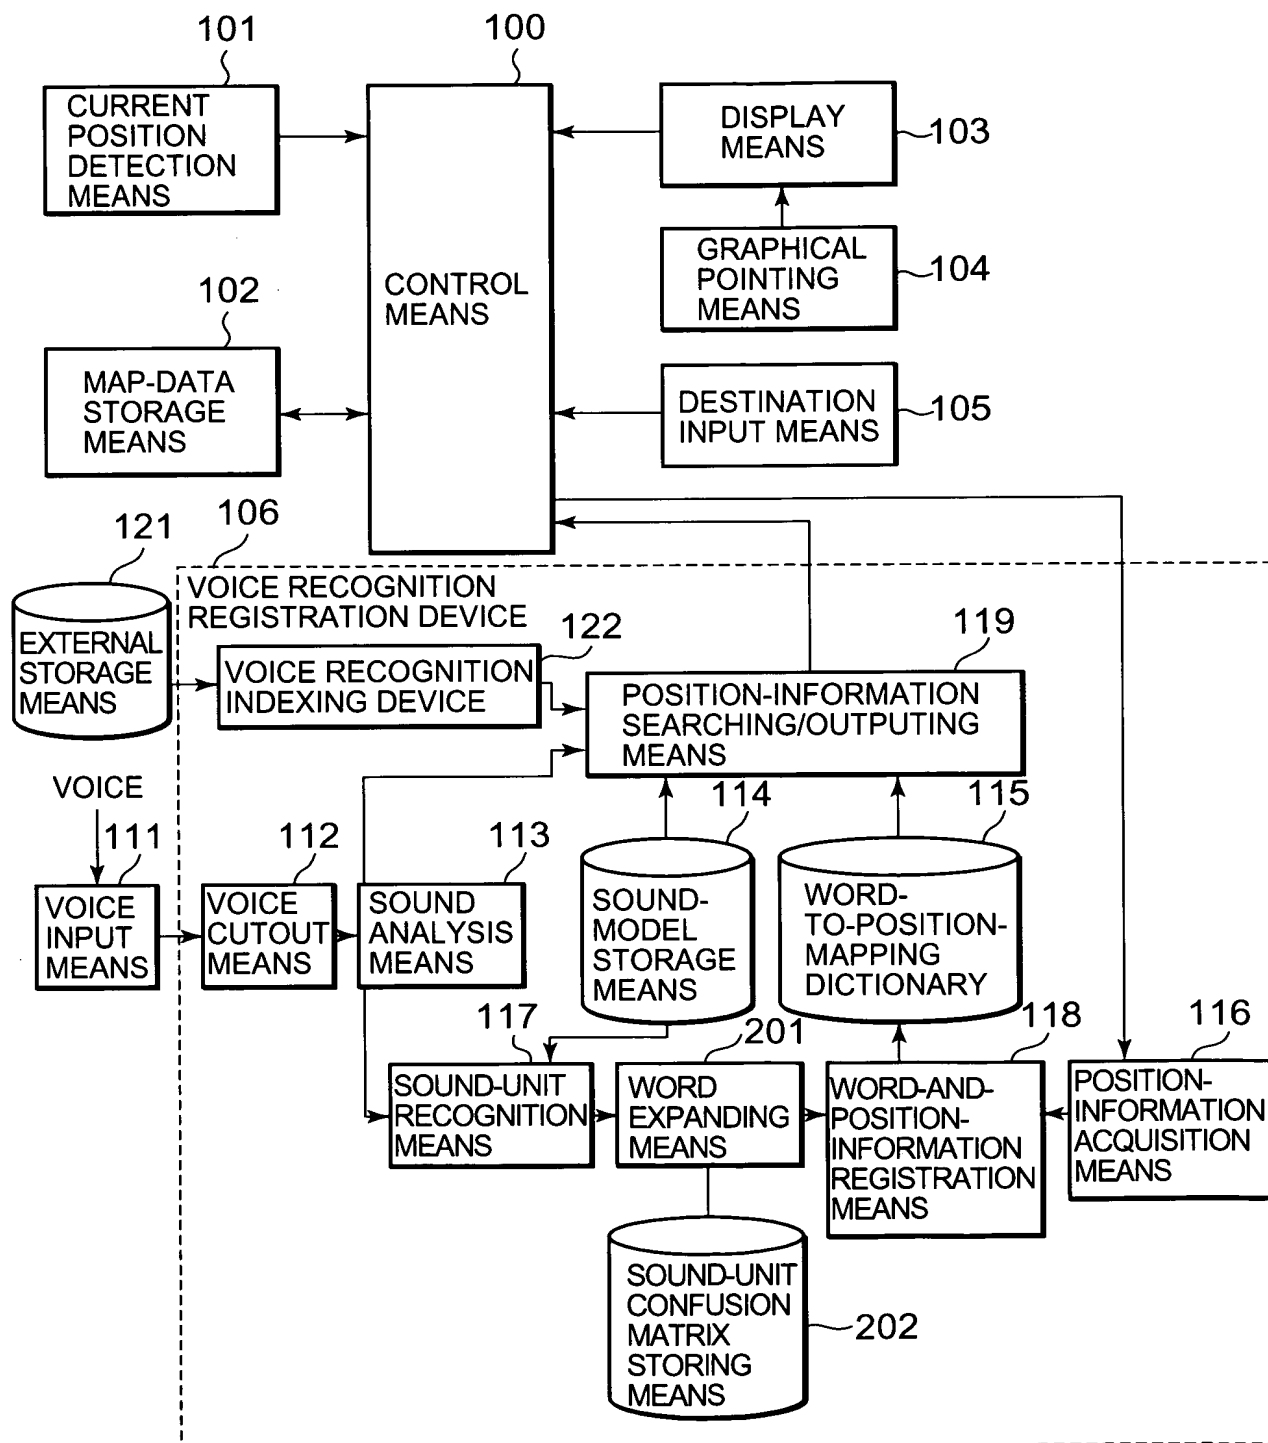 101
100
CURRENT
POSITION
DETECTION
MEANS
DISPLAY
MEANS
103
GRAPHICAL
POINTING
MEANS
104
CONTROL
MEANS
102
MAP-DATA
STORAGE
MEANS
DESTINATION
INPUT MEANS
105
121
106
VOICE RECOGNITION
REGISTRATION DEVICE
EXTERNAL
STORAGE
MEANS
122
VOICE RECOGNITION
INDEXING DEVICE
119
POSITION-INFORMATION
SEARCHING/OUTPUTING
MEANS
VOICE
111
VOICE
INPUT
MEANS
112
VOICE
CUTOUT
MEANS
113
SOUND
ANALYSIS
MEANS
114
SOUND-
MODEL
STORAGE
MEANS
115
WORD-
TO-POSITION-
MAPPING
DICTIONARY
117
SOUND-UNIT
RECOGNITION
MEANS
201
WORD
EXPANDING
MEANS
118
WORD-AND-
POSITION-
INFORMATION
REGISTRATION
MEANS
116
POSITION-
INFORMATION
ACQUISITION
MEANS
SOUND-UNIT
CONFUSION
MATRIX
STORING
MEANS
202